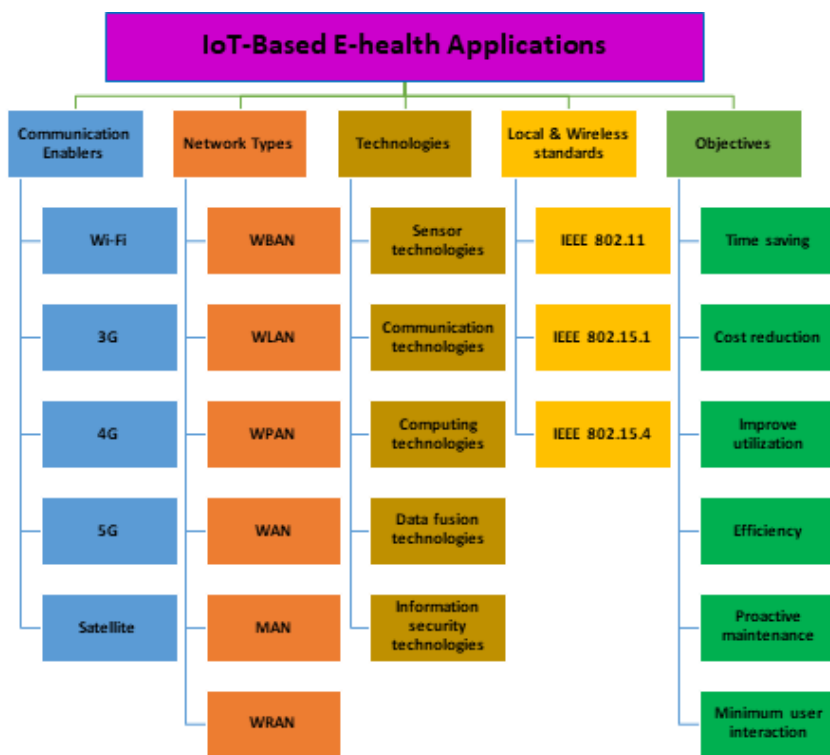 IoT-Based E-health Applications
Communication
Enablers
Network Types
Technologies
Local & Wireless
standards
Objectives
Wi-Fi
3G
4G
5G
Satellite
WBAN
WLAN
WPAN
WAN
MAN
WRAN
Sensor
technologies
Communication
technologies
Computing
technologies
Data fusion
technologies
Information
security
technologies
IEEE 802.11
IEEE 802.15.1
IEEE 802.15.4
Time saving
Cost reduction
Improve
utilization
Efficiency
Proactive
maintenance
Minimum user
interaction